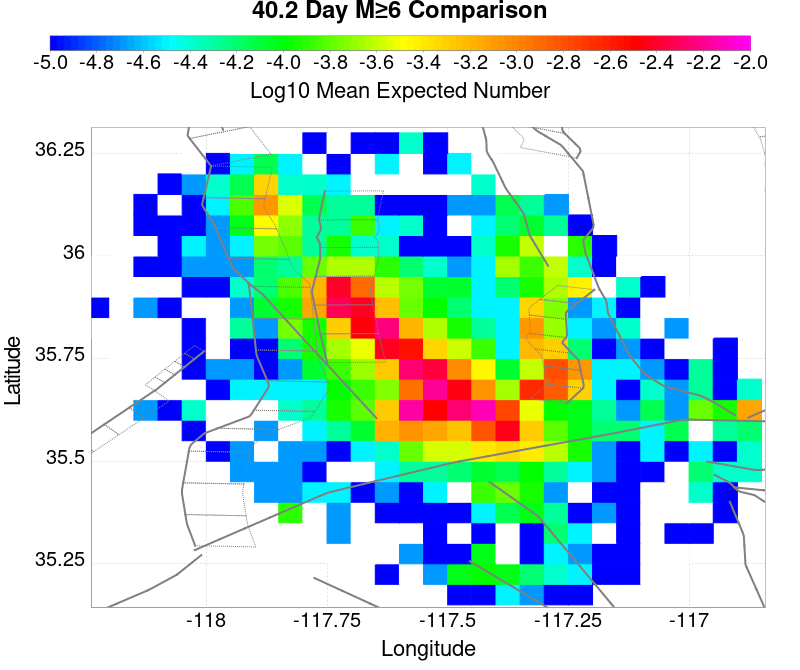 40.2 Day M≥6 Comparison
-5.0 -4.8 -4.6 -4.4 -4.2 -4.0 -3.8 -3.6 -3.4 -3.2 -3.0 -2.8 -2.6 -2.4 -2.2 -2.0
Log10 Mean Expected Number
36.25
36
35.75
35.5
35.25
Latitude
-118 -117.75 -117.5 -117.25 -117
Longitude